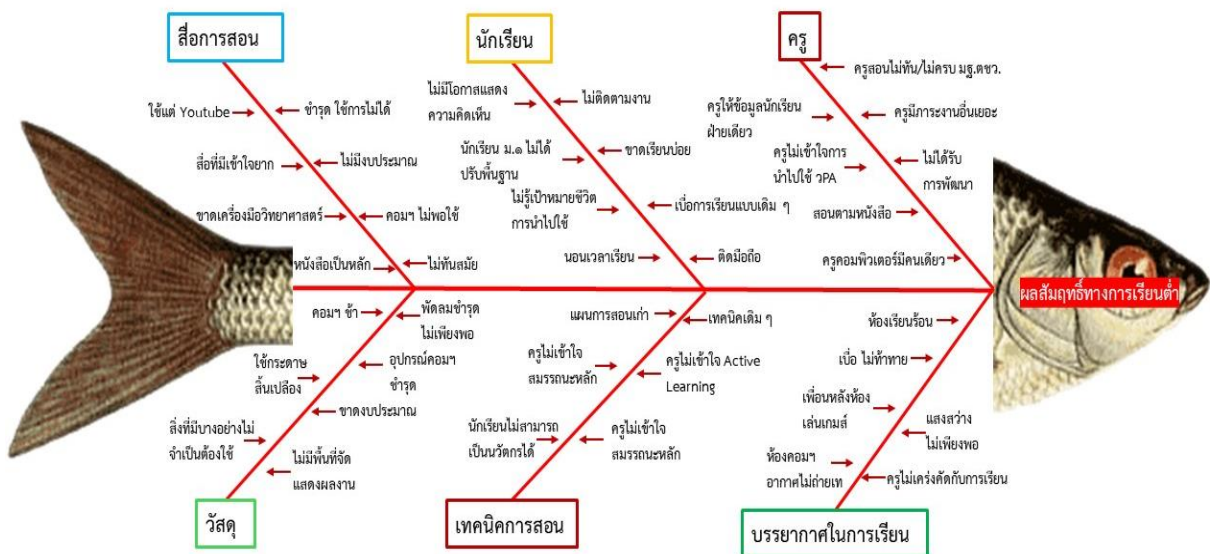 สื่อการสอน
นักเรียน
ครู
ใช้แต่ Youtube
ชำรุด ใช้การไม่ได้
สื่อที่มีเข้าใจยาก
ไม่มีงบประมาณ
ขาดเครื่องมือวิทยาศาสตร์
คอมฯ ไม่พอใช้
หนังสือเป็นหลัก
ไม่ทันสมัย
ไม่มีโอกาสแสดง
ความคิดเห็น
ไม่ติดตามงาน
นักเรียน ม.๑ ไม่ได้
ปรับพื้นฐาน
ขาดเรียนบ่อย
ไม่รู้เป้าหมายชีวิต
การนำไปใช้
เบื่อการเรียนแบบเดิม ๆ
นอนเวลาเรียน
ติดมือถือ
ครูสอนไม่ทัน/ไม่ครบ มฐ.ตชว.
ครูให้ข้อมูลนักเรียน
ฝ่ายเดียว
ครูมีภาระงานอื่นเยอะ
ครูไม่เข้าใจการ
นำไปใช้ วPA
ไม่ได้รับ
การพัฒนา
สอนตามหนังสือ
ครูคอมพิวเตอร์มีคนเดียว
ผลสัมฤทธิ์ทางการเรียนต่ำ
คอมฯ ช้า
พัดลมชำรุด
ไม่เพียงพอ
ใช้กระดาษ
สิ้นเปลือง
อุปกรณ์คอมฯ
ชำรุด
ขาดงบประมาณ
สิ่งที่มีบางอย่างไม่
จำเป็นต้องใช้
ไม่มีพื้นที่จัด
แสดงผลงาน
แผนการสอนเก่า
เทคนิคเดิม ๆ
ครูไม่เข้าใจ
สมรรถนะหลัก
ครูไม่เข้าใจ Active
Learning
นักเรียนไม่สามารถ
เป็นนวัตกรได้
ครูไม่เข้าใจ
สมรรถนะหลัก
ห้องเรียนร้อน
เบื่อ ไม่ท้าทาย
เพื่อนหลังห้อง
เล่นเกมส์
แสงสว่าง
ไม่เพียงพอ
ห้องคอมฯ
อากาศไม่ถ่ายเท
ครูไม่เคร่งคัดกับการเรียน
วัสดุ
เทคนิคการสอน
บรรยากาศในการเรียน